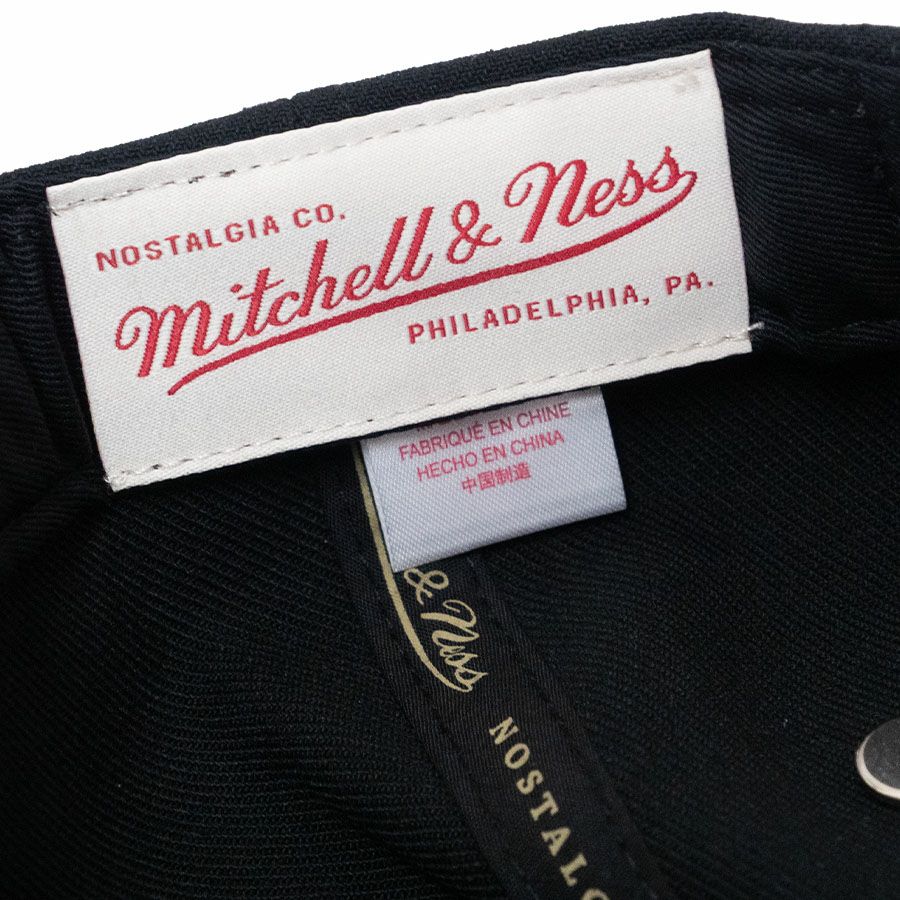 NOSTALGIA CO.
Mitchell & Ness
PHILADELPHIA, PA.
FABRIQUÉ EN CHINE
HECHO EN CHINA
中国制造
& Ness
NOSTALG